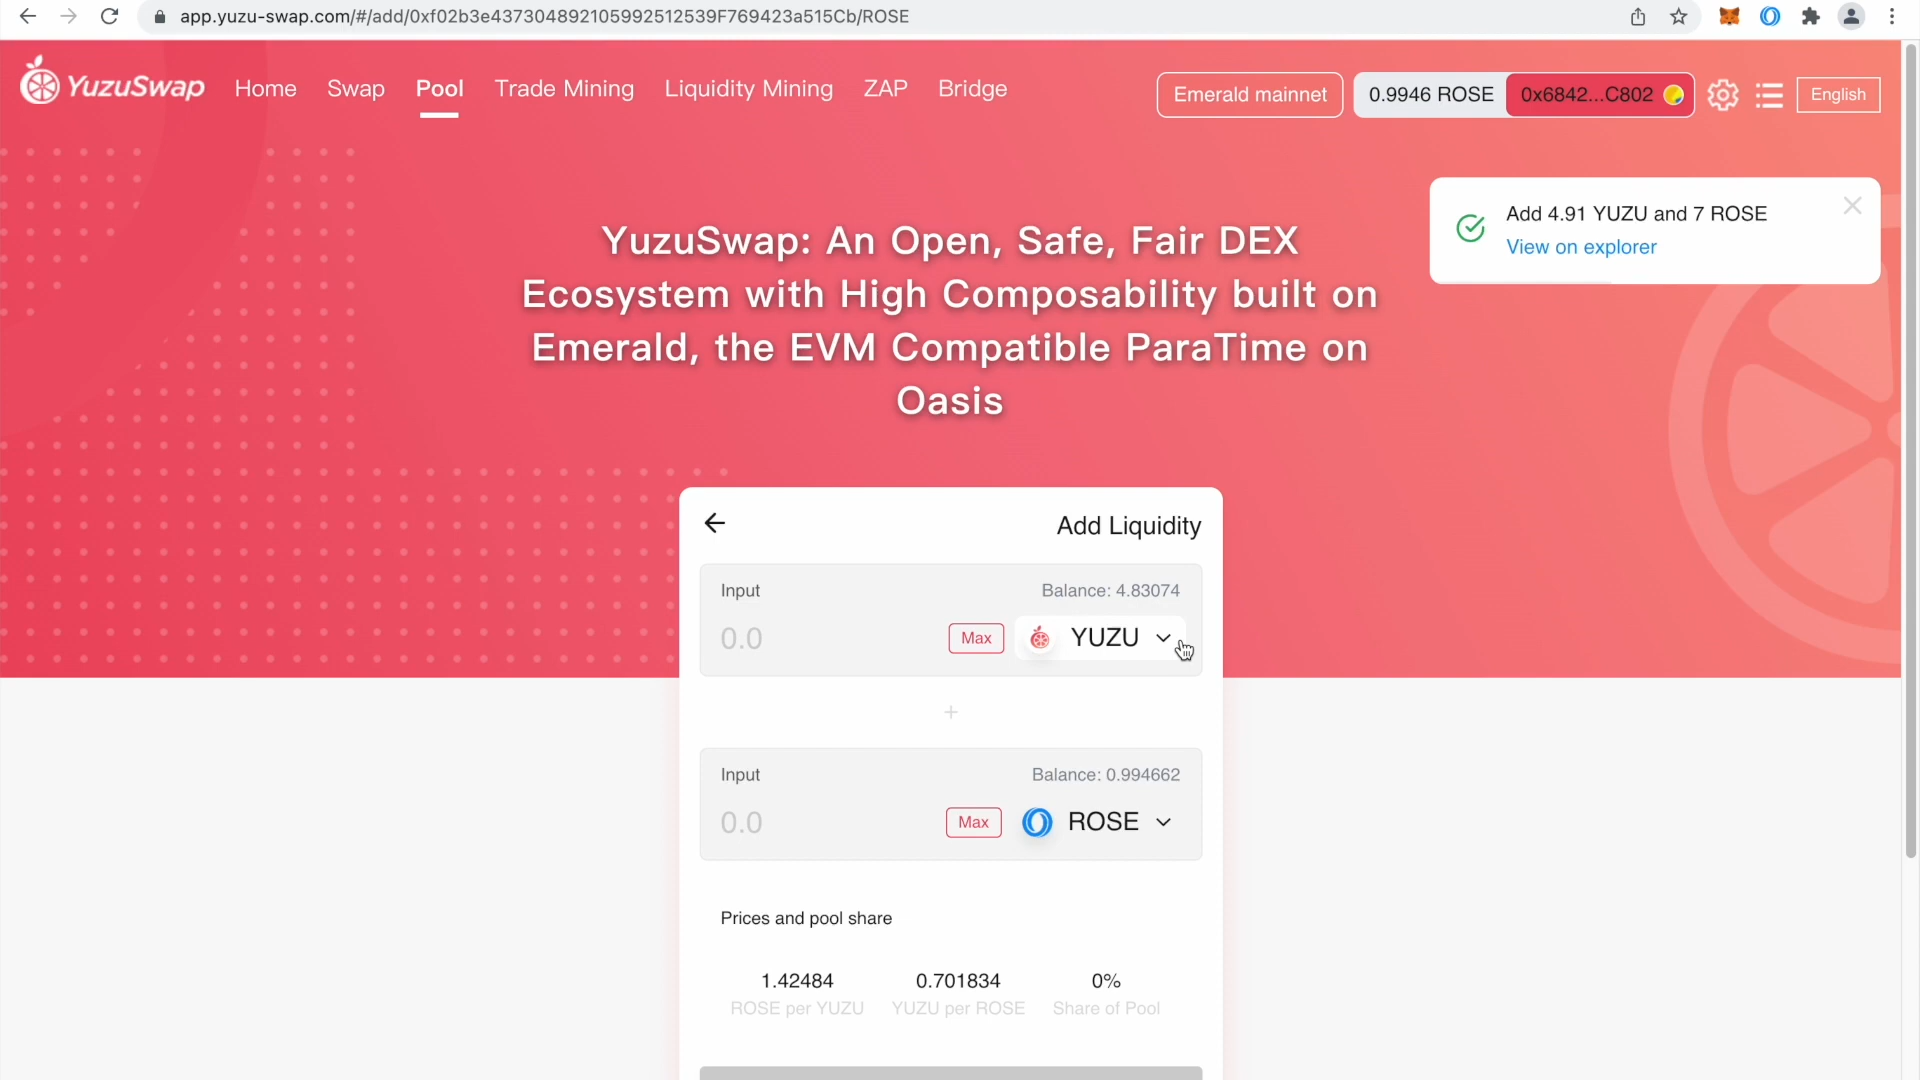 app.yuzu-swap.com/#/add/0xf02b3e437304892105992512539F769423a515Cb/ROSE
YuzuSwap Home Swap Pool Trade Mining Liquidity Mining ZAP Bridge Emerald mainnet 0.9946 ROSE 0x6842...C802 English
Add 4.91 YUZU and 7 ROSE
View on explorer
YuzuSwap: An Open, Safe, Fair DEX
Ecosystem with High Composability built on
Emerald, the EVM Compatible ParaTime on
Oasis
Add Liquidity
Input Balance: 4.83074
0.0 Max YUZU
+
Input Balance: 0.994662
0.0 Max ROSE
Prices and pool share
1.42484 0.701834 0%
ROSE per YUZU YUZU per ROSE Share of Pool